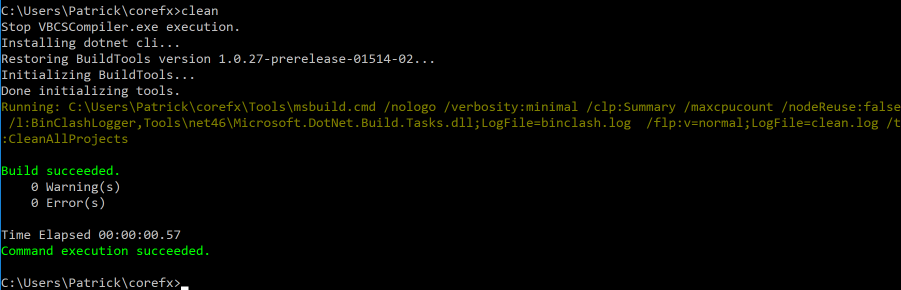 C:\Users\Patrick\corefx>clean
Stop VBCSCompiler.exe execution.
Installing dotnet cli...
Restoring BuildTools version 1.0.27-prerelease-01514-02...
Initializing BuildTools...
Done initializing tools.
Running: C:\Users\Patrick\corefx\Tools\msbuild.cmd /nologo /verbosity:minimal /clp:Summary /maxcpucount /nodeReuse:false
 /l:BinClashLogger,Tools\net46\Microsoft.DotNet.Build.Tasks.dll;LogFile=binclash.log  /flp:v=normal;LogFile=clean.log /t
:CleanAllProjects
Build succeeded.
    0 Warning(s)
    0 Error(s)
Time Elapsed 00:00:00.57
Command execution succeeded.
C:\Users\Patrick\corefx>